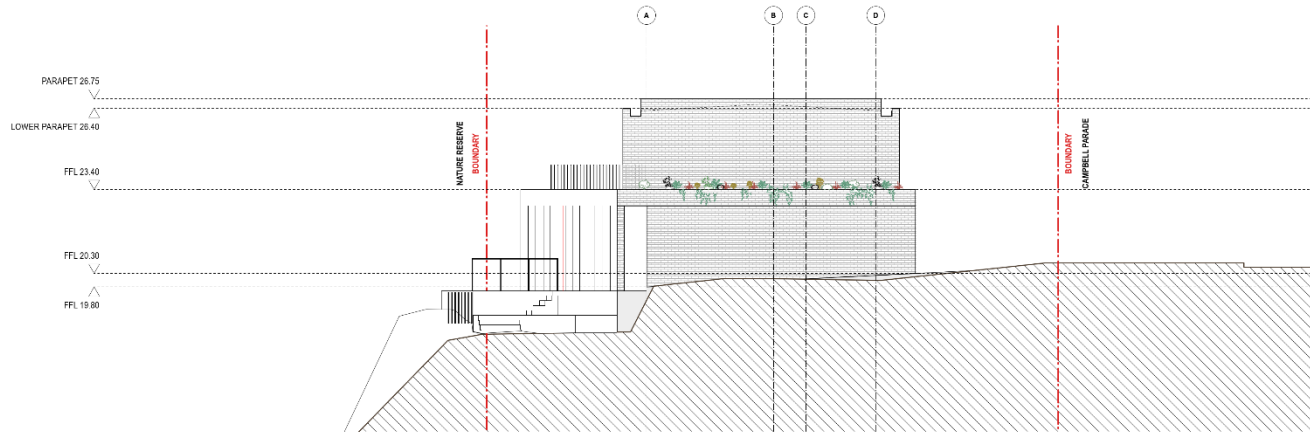 A
B
C
D
PARAPET 26.75
LOWER PARAPET 26.40
FFL 23.40
FFL 20.30
FFL 19.80
NATURE RESERVE
BOUNDARY
BOUNDARY
CAMPBELL PARADE